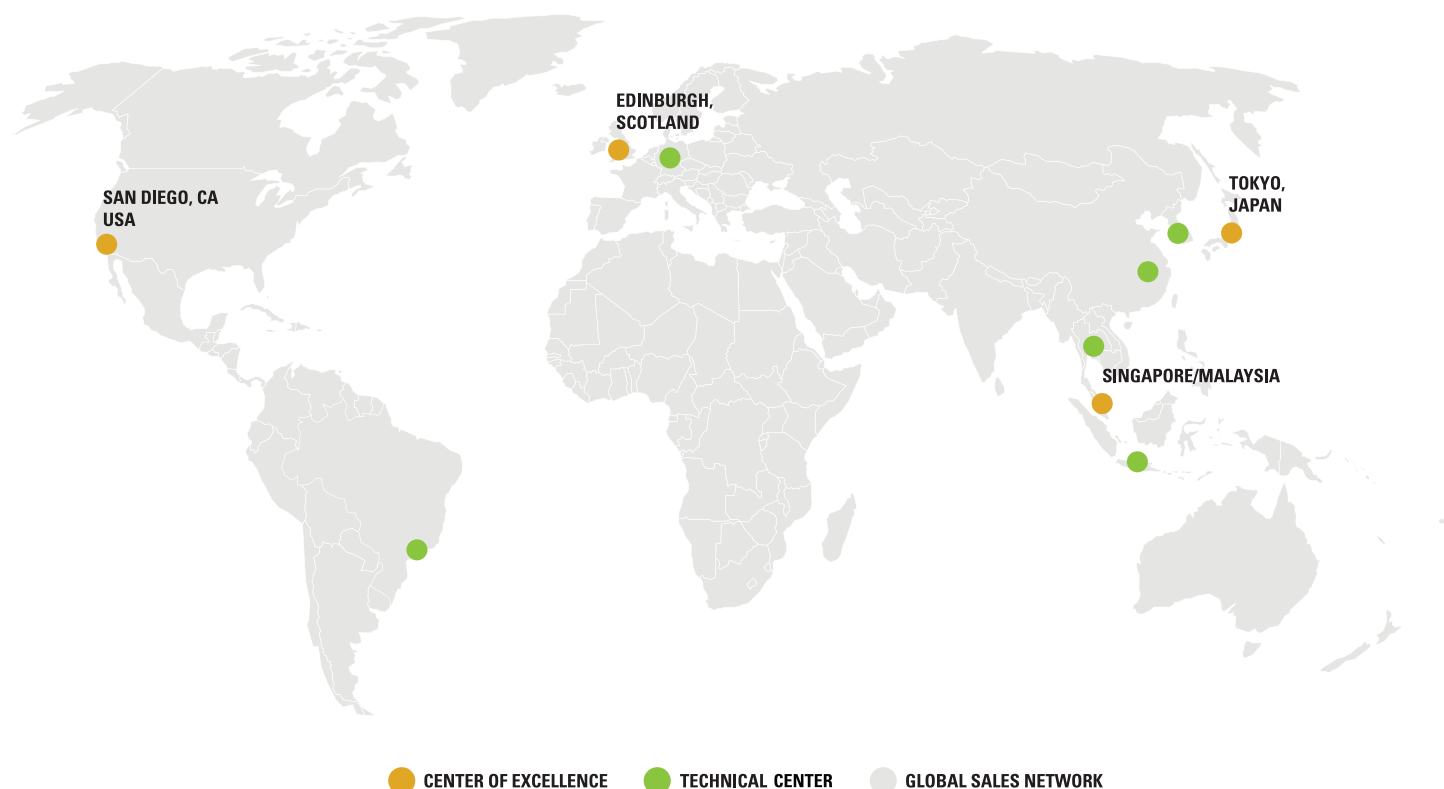 EDINBURGH,
SCOTLAND
SAN DIEGO, CA
USA
TOKYO,
JAPAN
SINGAPORE/MALAYSIA
CENTER OF EXCELLENCE
TECHNICAL CENTER
GLOBAL SALES NETWORK